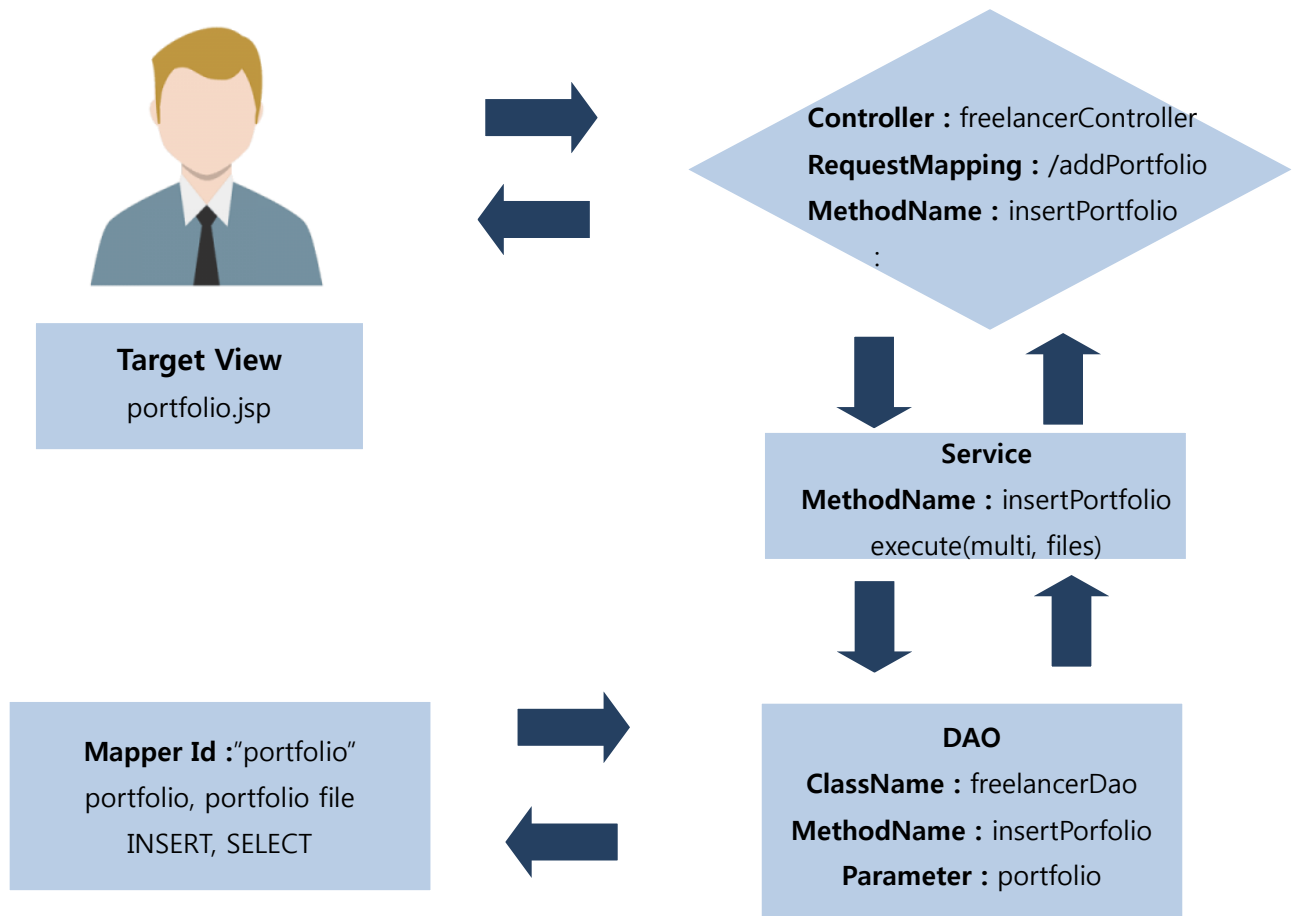 Controller : freelancerController
RequestMapping : /addPortfolio
MethodName : insertPortfolio
:
Target View
portfolio.jsp
Service
MethodName : insertPortfolio
execute(multi, files)
Mapper Id :“portfolio”
portfolio, portfolio file
INSERT, SELECT
DAO
ClassName : freelancerDao
MethodName : insertPorfolio
Parameter : portfolio